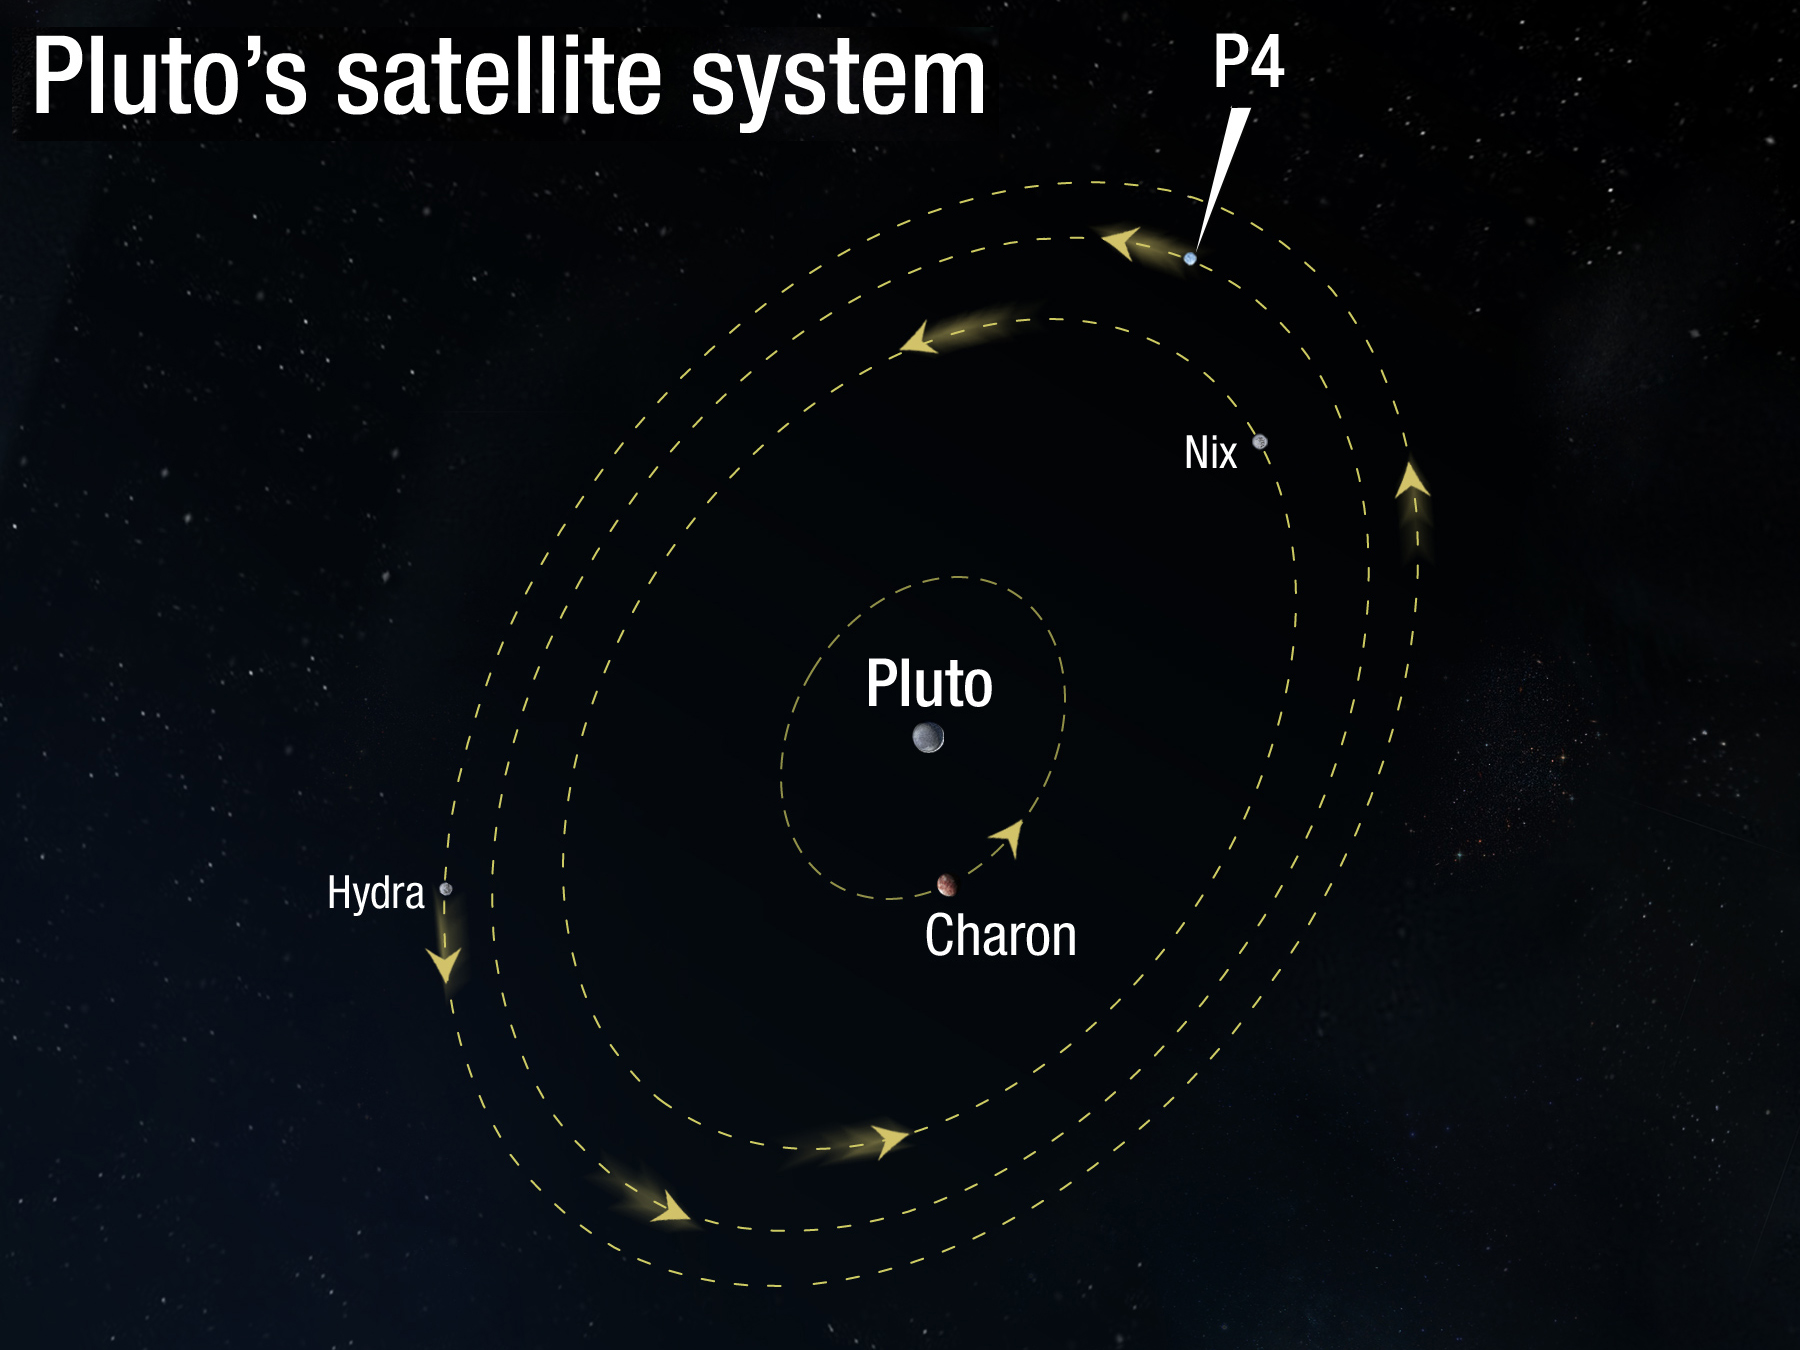 Pluto’s satellite system
P4
Nix
Pluto
Hydra
Charon